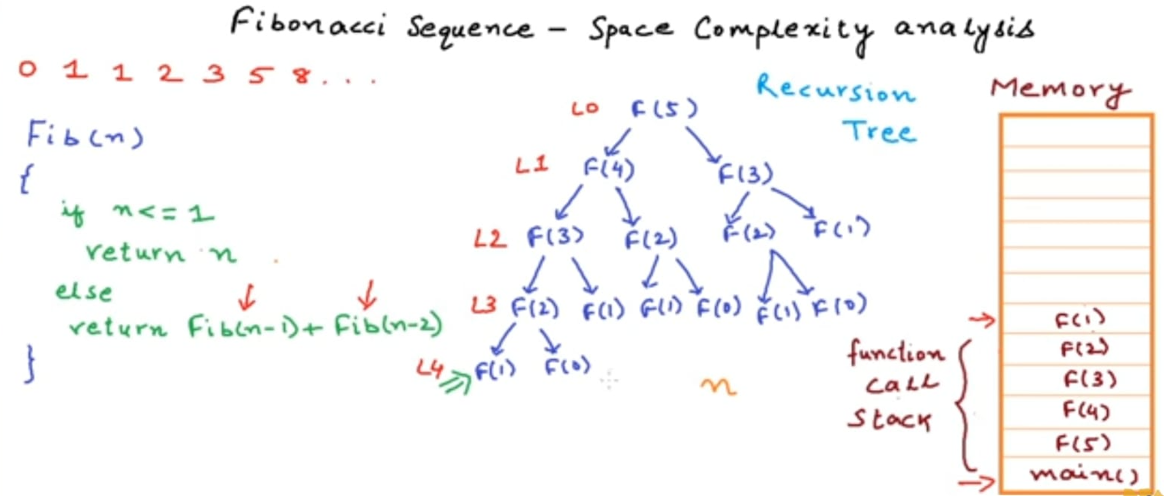 Fibonacci Sequence - Space Complexity analysis
0 1 1 2 3 5 8 . . .
Fib(n)
{
if n<=1
return n
else
return Fib(n-1)+ Fib(n-2)
}
Recursion
Tree
L0 F(5)
L1 F(4) F(3)
L2 F(3) F(2) F(2) F(1)
L3 F(2) F(1) F(1) F(0) F(1) F(0)
L4 F(1) F(0)
n
Memory
F(1)
F(2)
F(3)
F(4)
F(5)
main()
function
call
stack